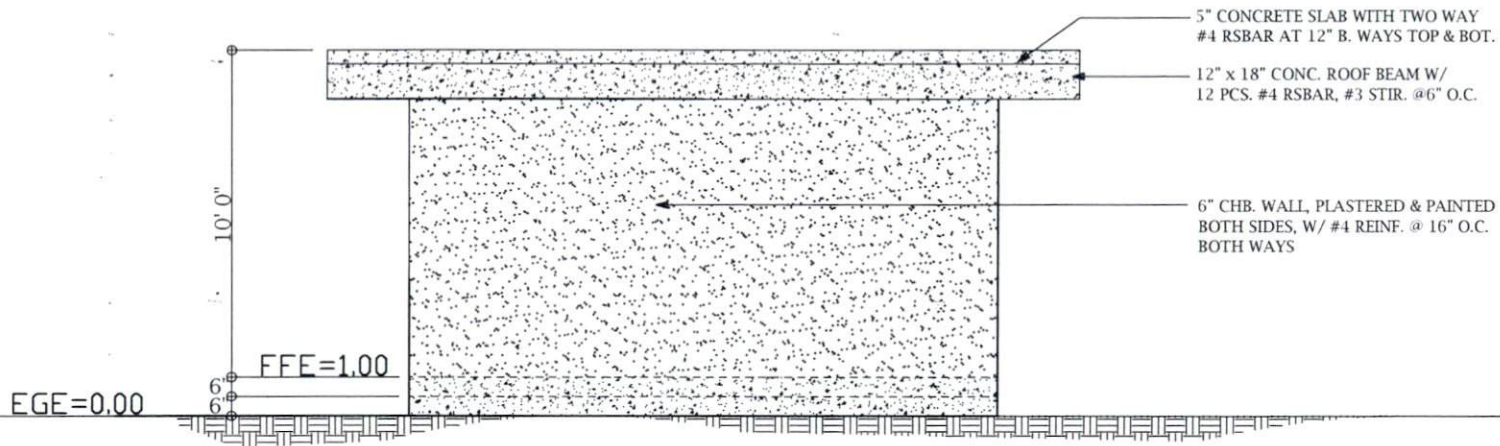 5" CONCRETE SLAB WITH TWO WAY
#4 RSBAR AT 12" B. WAYS TOP & BOT.
12" x 18" CONC. ROOF BEAM W/
12 PCS. #4 RSBAR, #3 STIR. @6" O.C.
10' 0"
6" CHB. WALL, PLASTERED & PAINTED
BOTH SIDES, W/ #4 REINF. @ 16" O.C.
BOTH WAYS
FFE=1.00
6"
EGE=0.00
6"